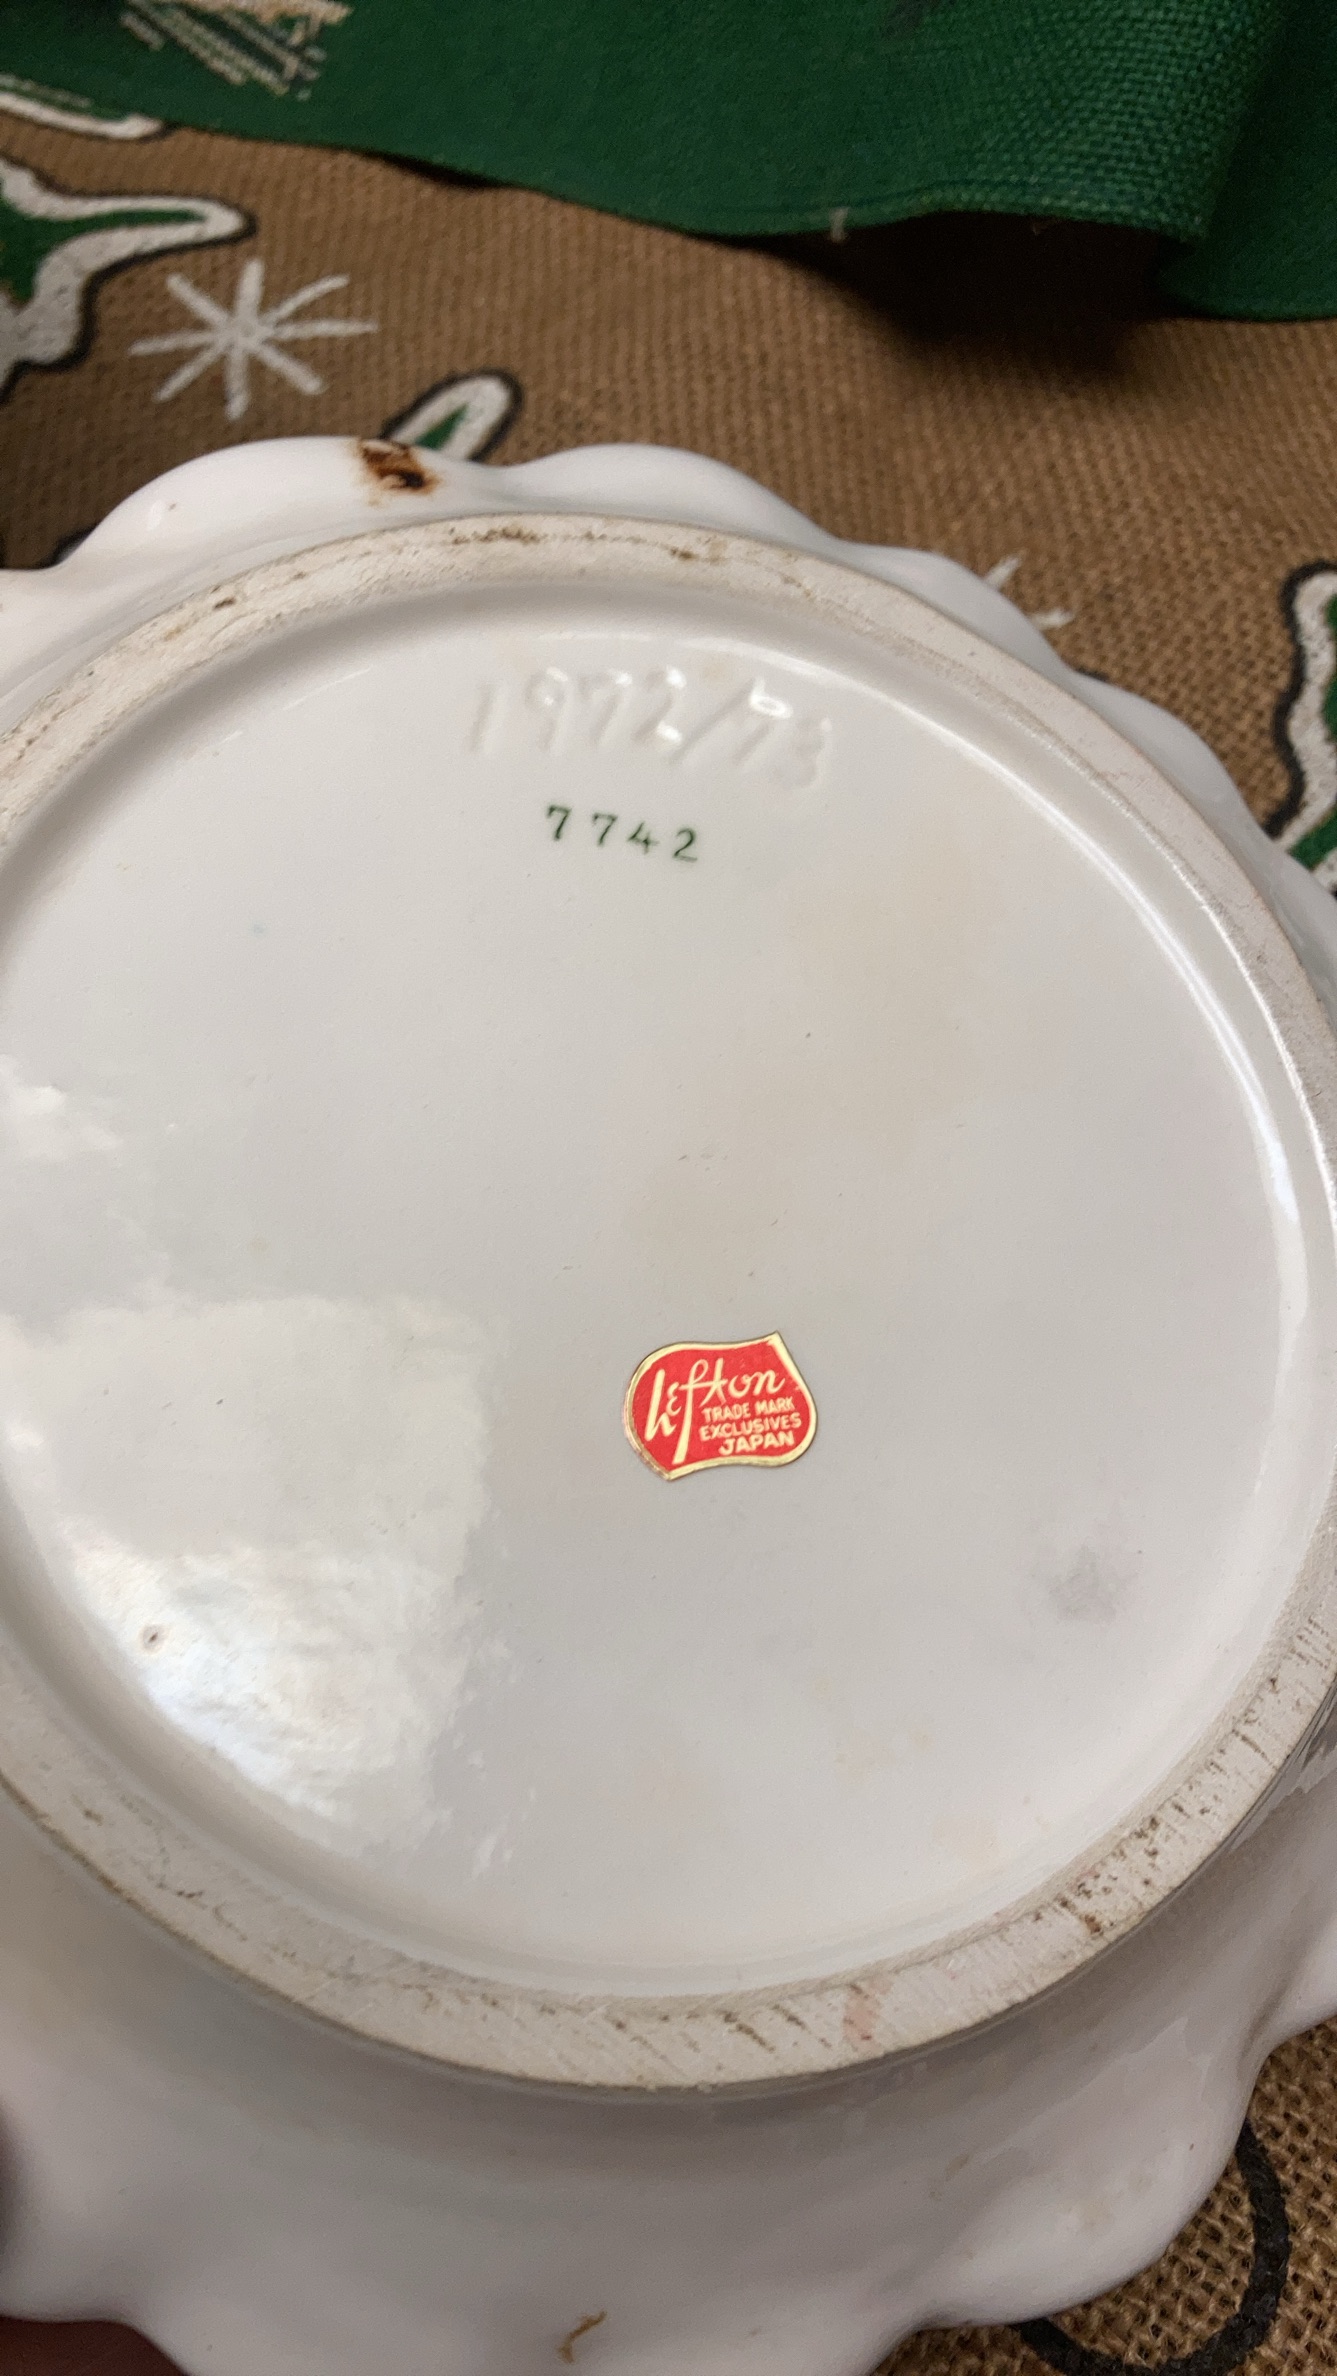 1972/73
7742
Lefton
TRADE MARK
EXCLUSIVES
JAPAN